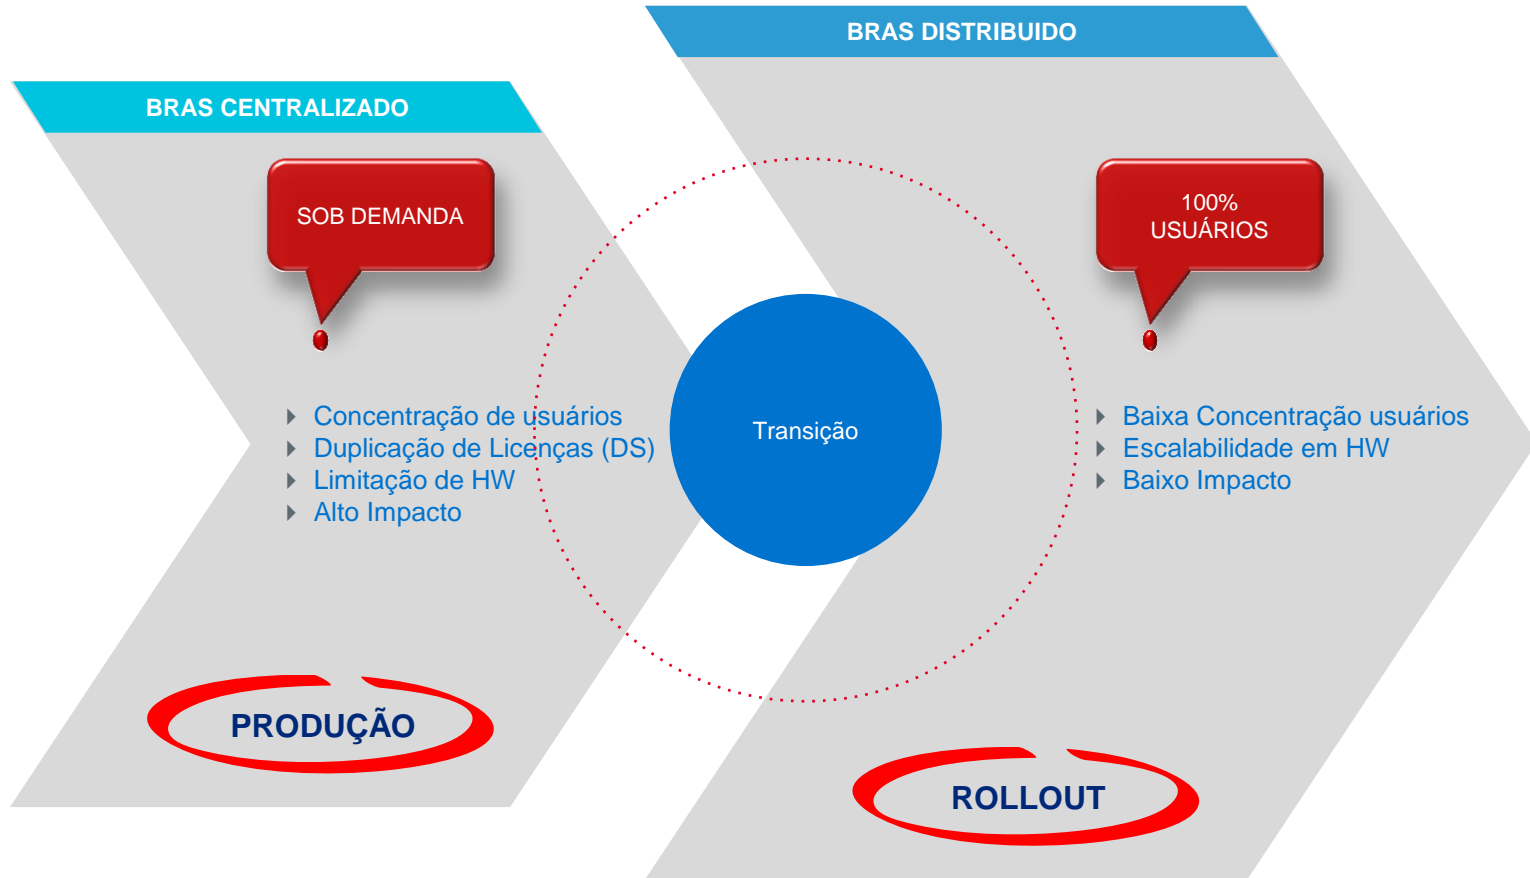 BRAS DISTRIBUIDO
BRAS CENTRALIZADO
SOB DEMANDA
100%
USUÁRIOS
Concentração de usuários
Duplicação de Licenças (DS)
Limitação de HW
Alto Impacto
Transição
Baixa Concentração usuários
Escalabilidade em HW
Baixo Impacto
PRODUÇÃO
ROLLOUT